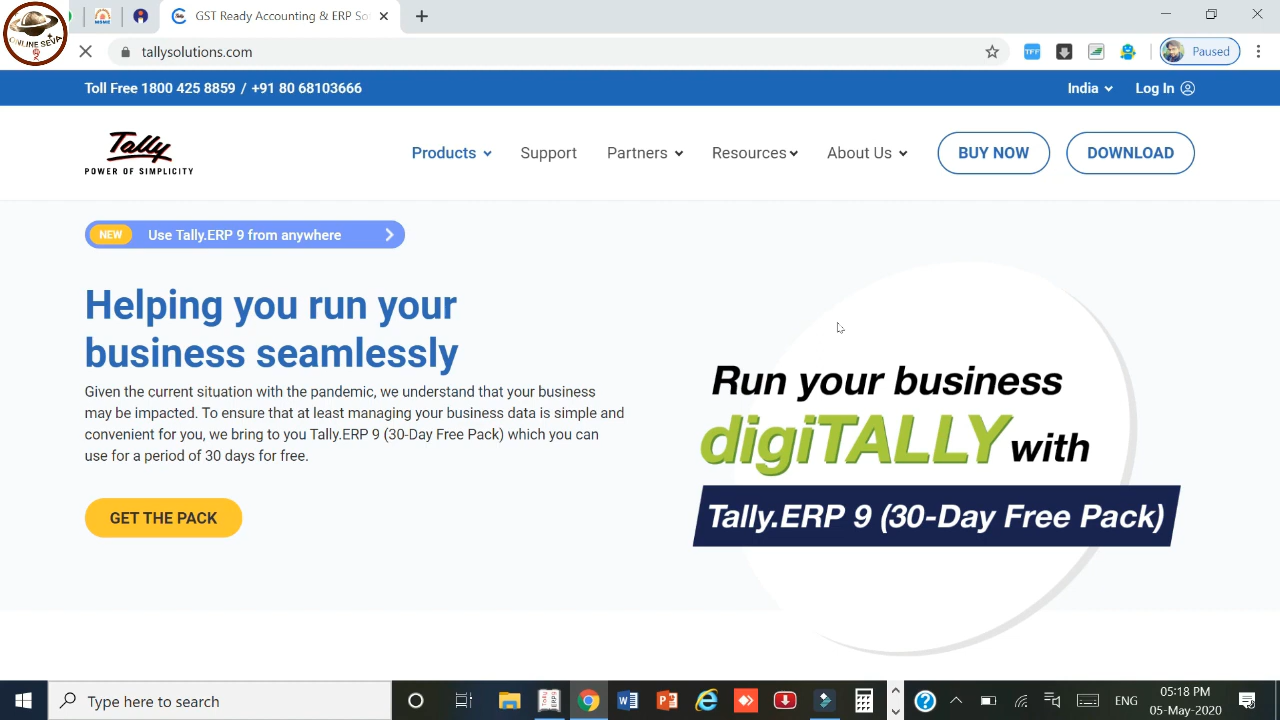 ONLINE SEVA
GST Ready Accounting & ERP So
tallysolutions.com
TFF
Paused
Toll Free 1800 425 8859 / +91 80 68103666
India
Log In
Tally
POWER OF SIMPLICITY
Products
Support
Partners
Resources
About Us
BUY NOW
DOWNLOAD
NEW
Use Tally.ERP 9 from anywhere
Helping you run your
business seamlessly
Given the current situation with the pandemic, we understand that your business
may be impacted. To ensure that at least managing your business data is simple and
convenient for you, we bring to you Tally.ERP 9 (30-Day Free Pack) which you can
use for a period of 30 days for free.
GET THE PACK
Run your business
digiTALLY with
Tally.ERP 9 (30-Day Free Pack)
Type here to search
ENG
05:18 PM
05-May-2020